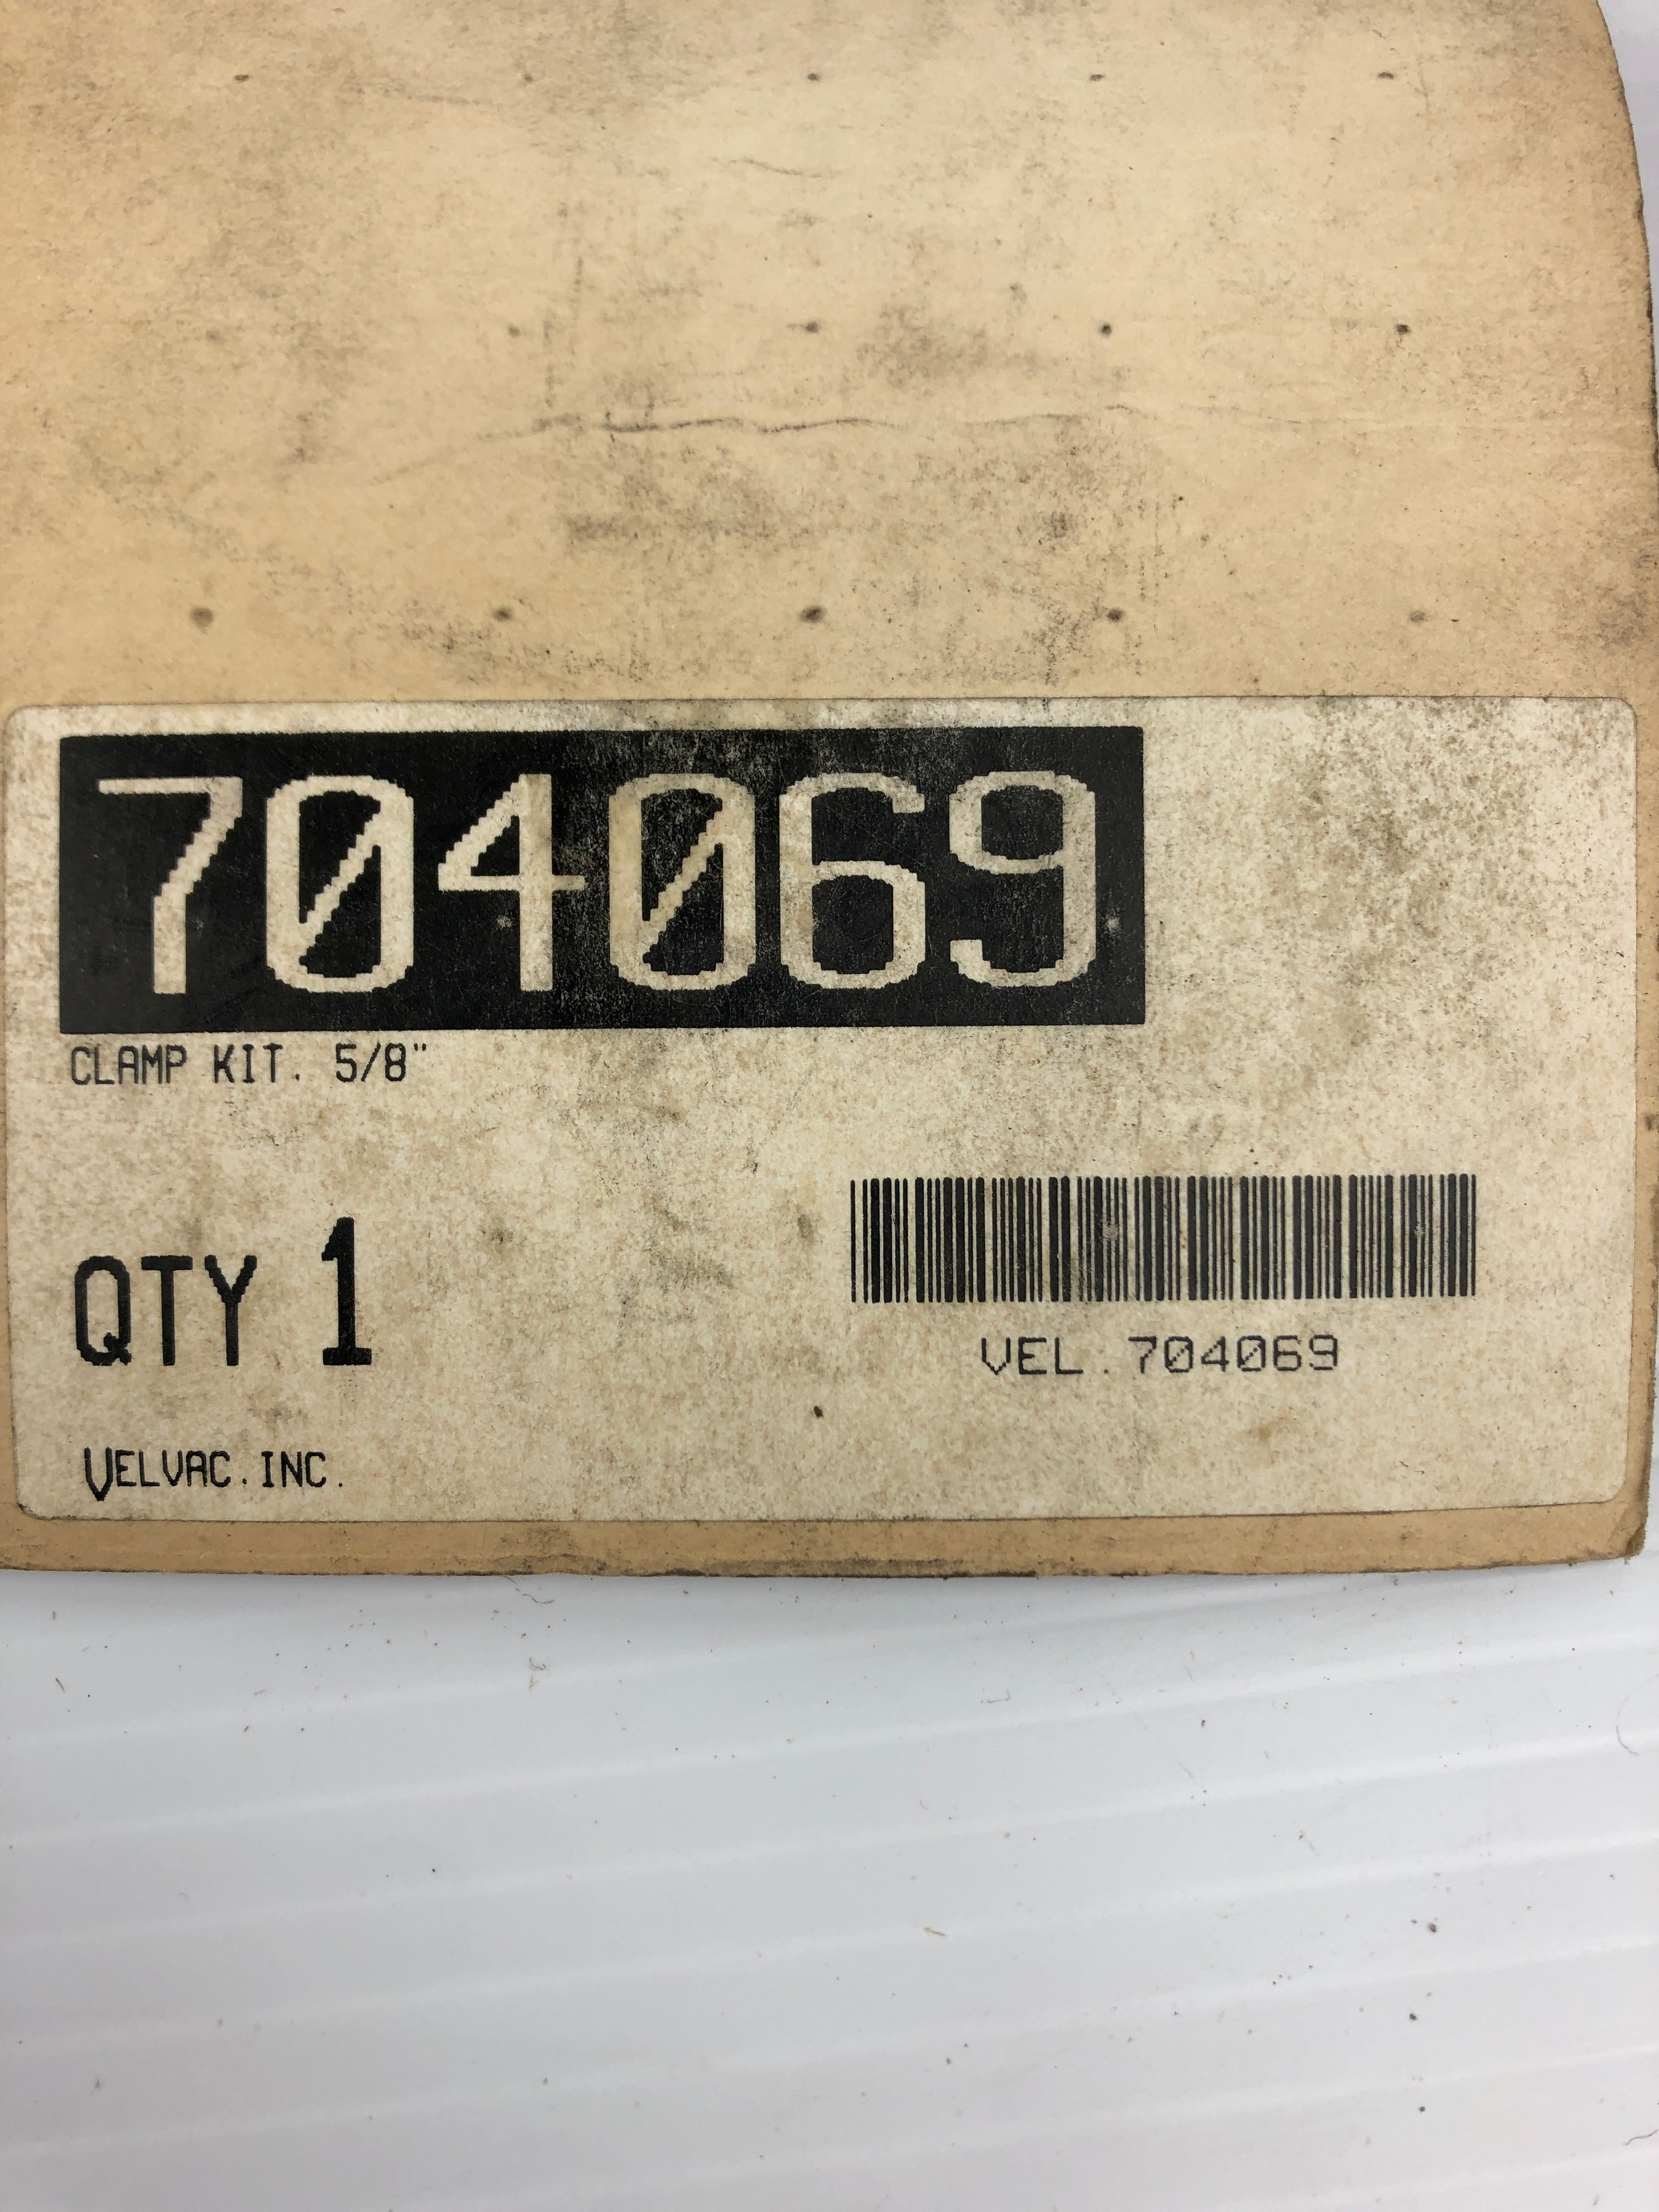 704069
CLAMP KIT. 5/8"
QTY 1
VEL.704069
VELVAC.INC.